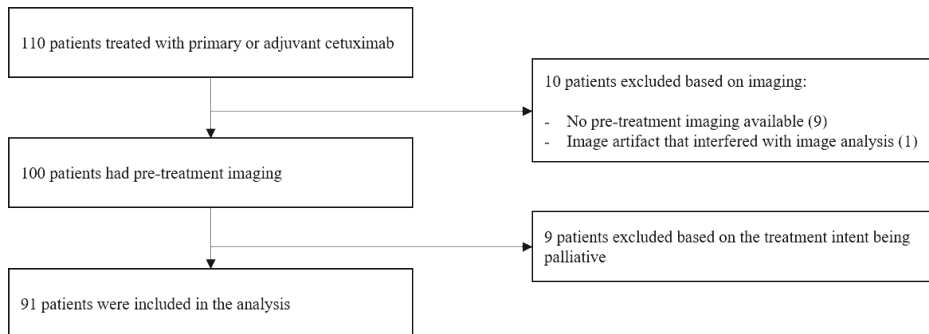 110 patients treated with primary or adjuvant cetuximab
10 patients excluded based on imaging:
- No pre-treatment imaging available (9)
- Image artifact that interfered with image analysis (1)
100 patients had pre-treatment imaging
9 patients excluded based on the treatment intent being
palliative
91 patients were included in the analysis